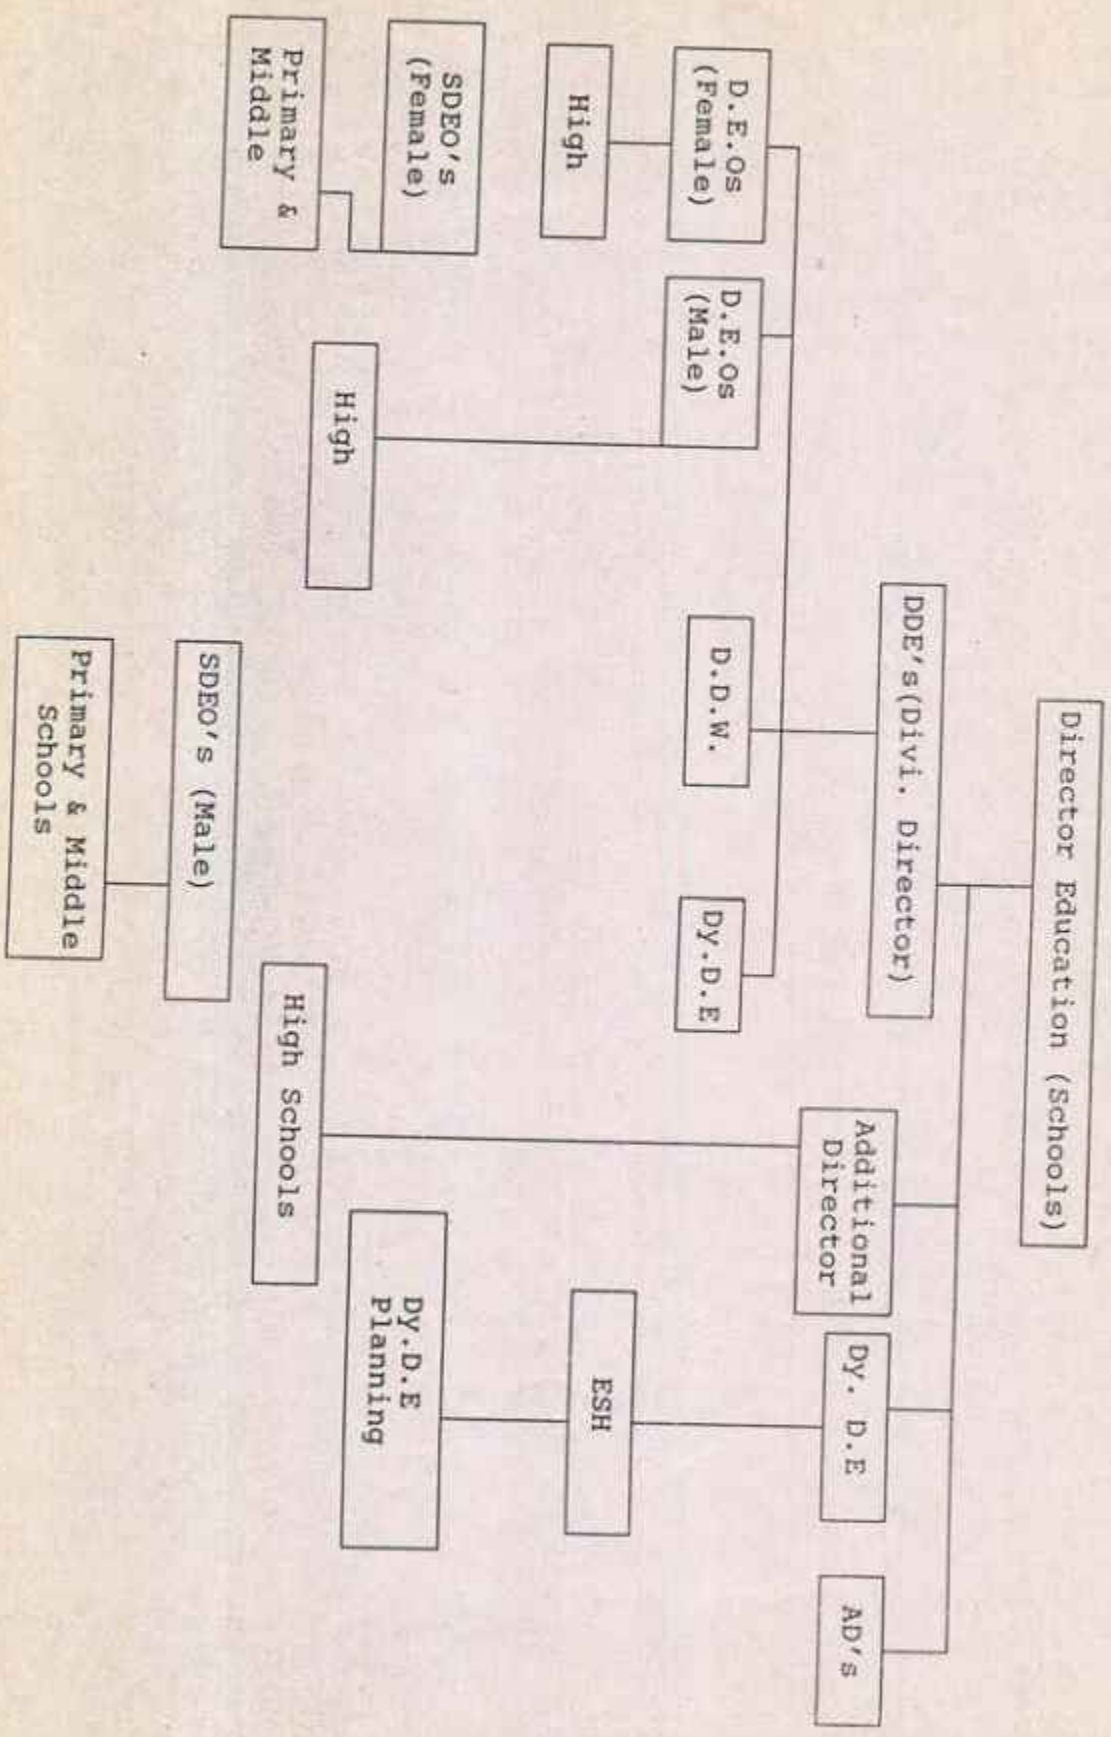 Director Education (Schools)
DDE's(Divi. Director)
Additional
Director
Dy. D.E
AD's
D.E.Os
(Female)
D.E.Os
(Male)
D.D.W.
Dy.D.E
High
ESH
SDEO's
(Female)
High
Dy.D.E
Planning
Primary &
Middle
High Schools
SDEO's (Male)
Primary & Middle
Schools